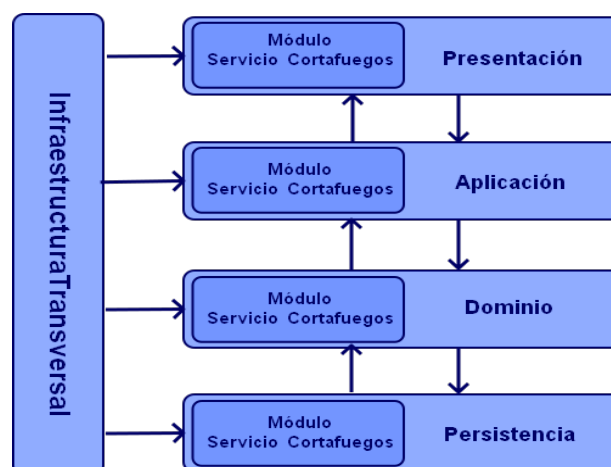 InfraestructuraTransversal
Módulo
Servicio Cortafuegos
Presentación
Módulo
Servicio Cortafuegos
Aplicación
Módulo
Servicio Cortafuegos
Dominio
Módulo
Servicio Cortafuegos
Persistencia